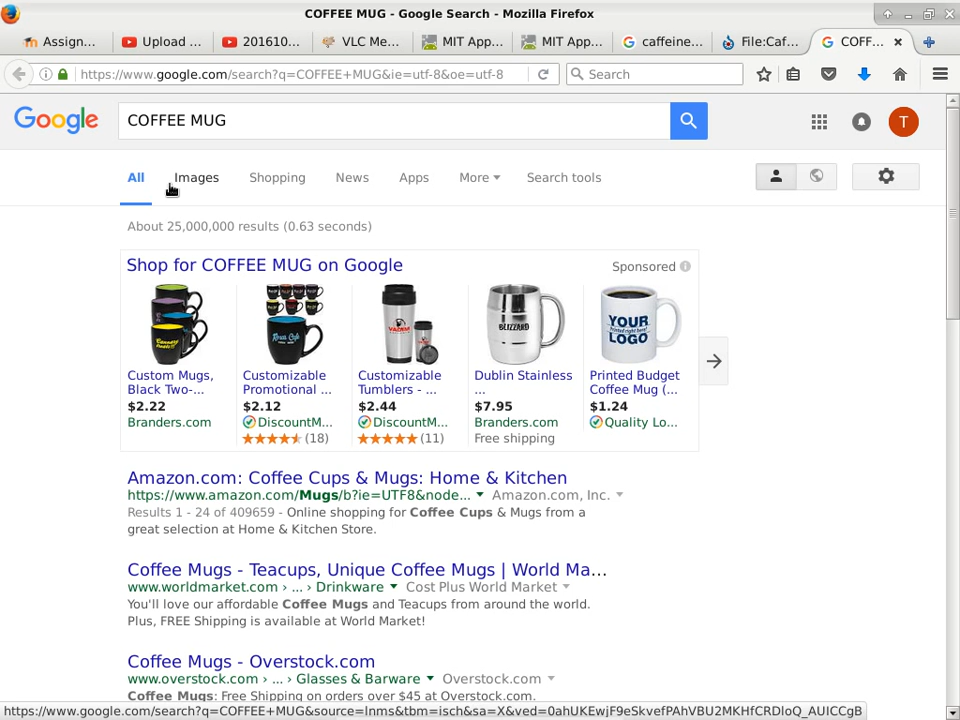 COFFEE MUG - Google Search - Mozilla Firefox
Assign...
Upload ...
201610...
VLC Me...
MIT App...
MIT App...
caffeine...
File:Caf...
COFF...
https://www.google.com/search?q=COFFEE+MUG&ie=utf-8&oe=utf-8
Search
Google
COFFEE MUG
T
All Images Shopping News Apps More Search tools
About 25,000,000 results (0.63 seconds)
Shop for COFFEE MUG on Google
Sponsored
Custom Mugs,
Black Two-...
$2.22
Branders.com
Customizable
Promotional ...
$2.12
DiscountM...
(18)
VACUUM
Customizable
Tumblers - ...
$2.44
DiscountM...
(11)
BLIZZARD
Dublin Stainless
...
$7.95
Branders.com
Free shipping
YOUR
Printed right here!
LOGO
Printed Budget
Coffee Mug (...
$1.24
Quality Lo...
Amazon.com: Coffee Cups & Mugs: Home & Kitchen
https://www.amazon.com/Mugs/b?ie=UTF8&node... Amazon.com, Inc.
Results 1 - 24 of 409659 - Online shopping for Coffee Cups & Mugs from a
great selection at Home & Kitchen Store.
Coffee Mugs - Teacups, Unique Coffee Mugs | World Ma...
www.worldmarket.com › ... › Drinkware Cost Plus World Market
You'll love our affordable Coffee Mugs and Teacups from around the world.
Plus, FREE Shipping is available at World Market!
Coffee Mugs - Overstock.com
www.overstock.com › ... › Glasses & Barware Overstock.com
Coffee Mugs: Free Shipping on orders over $45 at Overstock.com.
https://www.google.com/search?q=COFFEE+MUG&source=lnms&tbm=isch&sa=X&ved=0ahUKEwjF9eSkvefPAhVBU2MKHfCRDloQ_AUICCgB